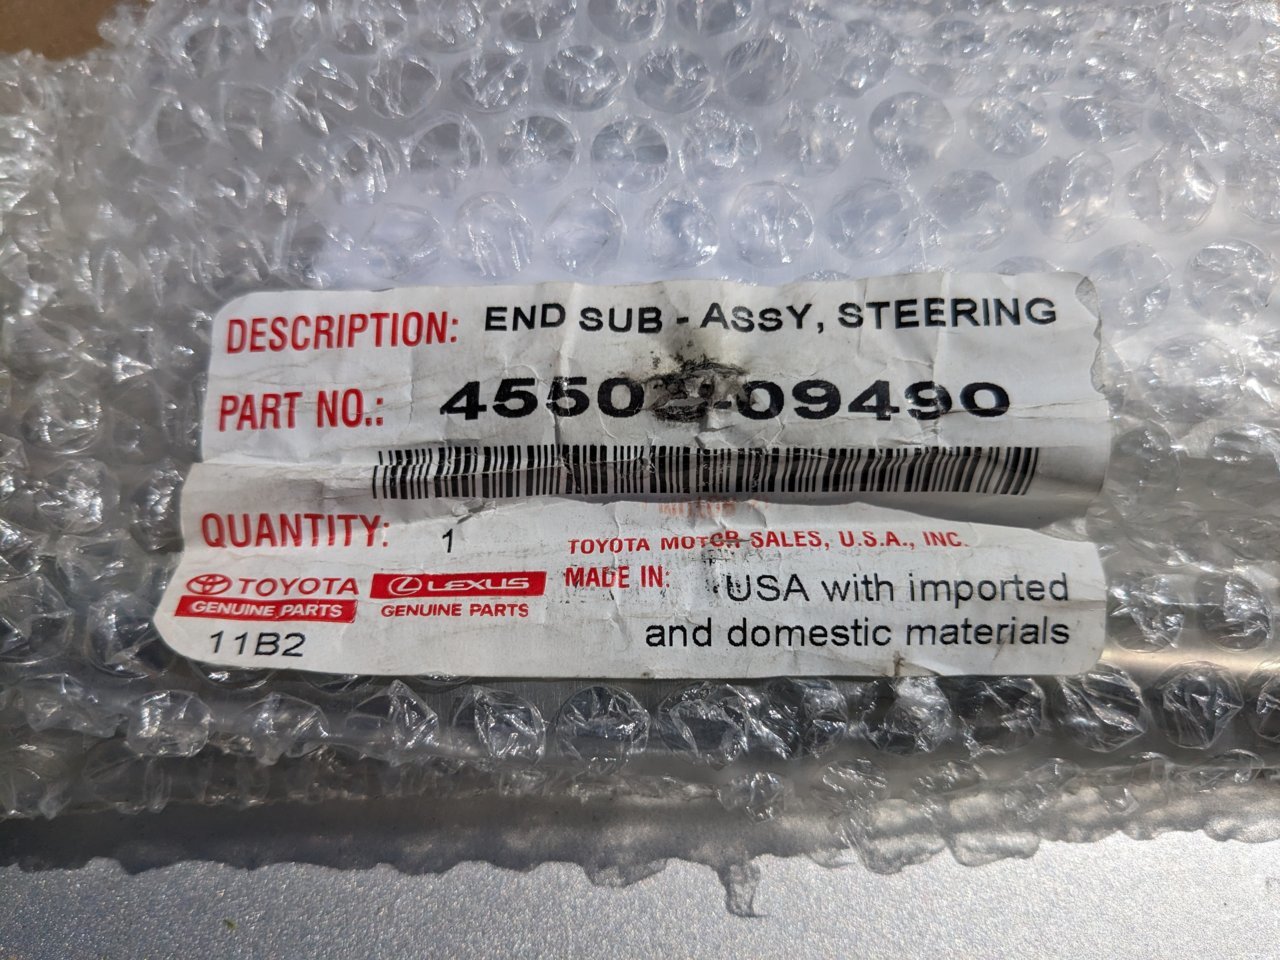 DESCRIPTION: END SUB - ASSY, STEERING
PART NO.:
QUANTITY: 1
TOYOTA MOTOR SALES, U.S.A., INC.
TOYOTA LEXUS MADE IN: USA with imported
GENUINE PARTS GENUINE PARTS
11B2 and domestic materials